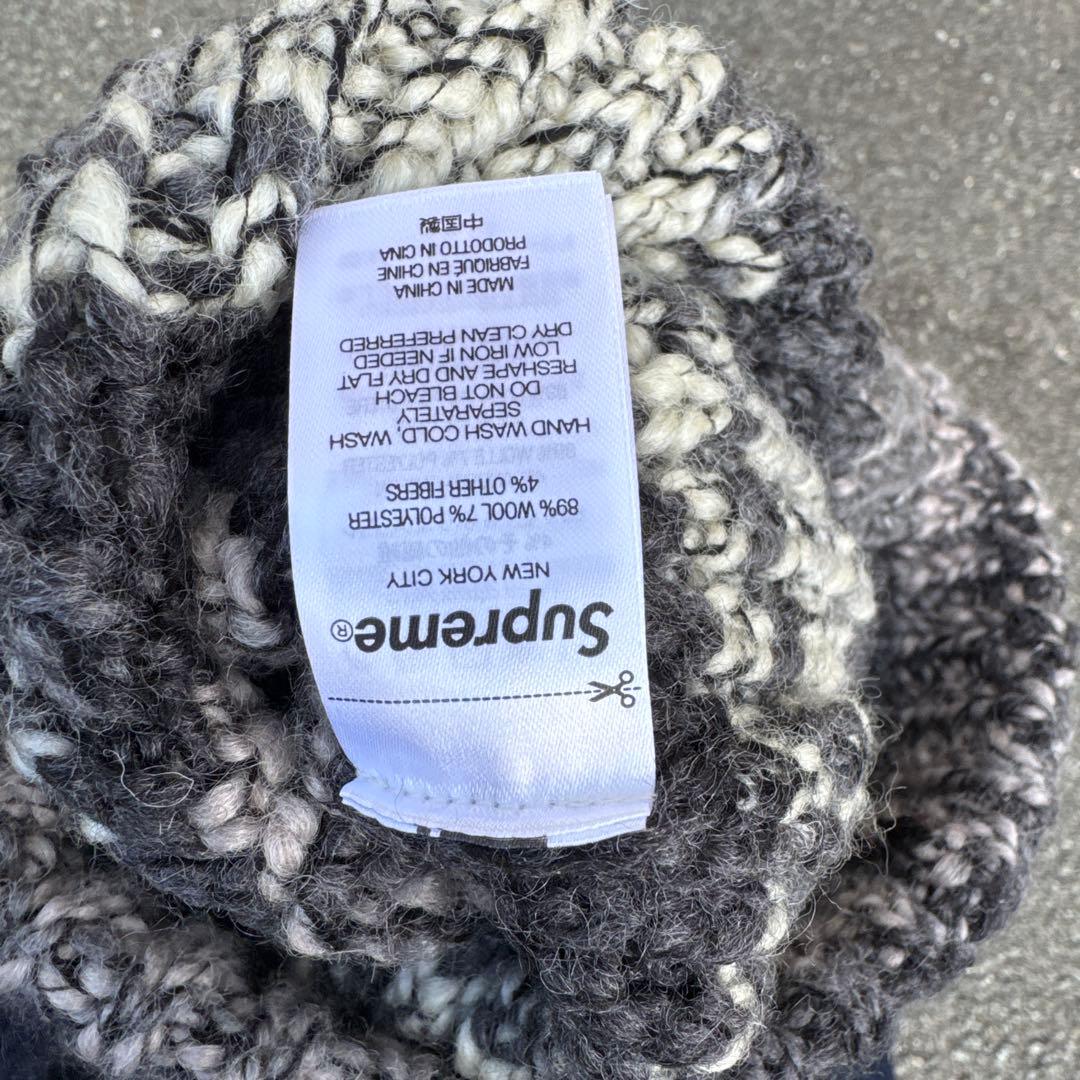 Supreme®
NEW YORK CITY
89% WOOL 7% POLYESTER
4% OTHER FIBERS
HAND WASH COLD, WASH
SEPARATELY
DO NOT BLEACH
RESHAPE AND DRY FLAT
LOW IRON IF NEEDED
DRY CLEAN PREFERRED
MADE IN CHINA
FABRIQUÉ EN CHINE
PRODOTTO IN CINA
中国製